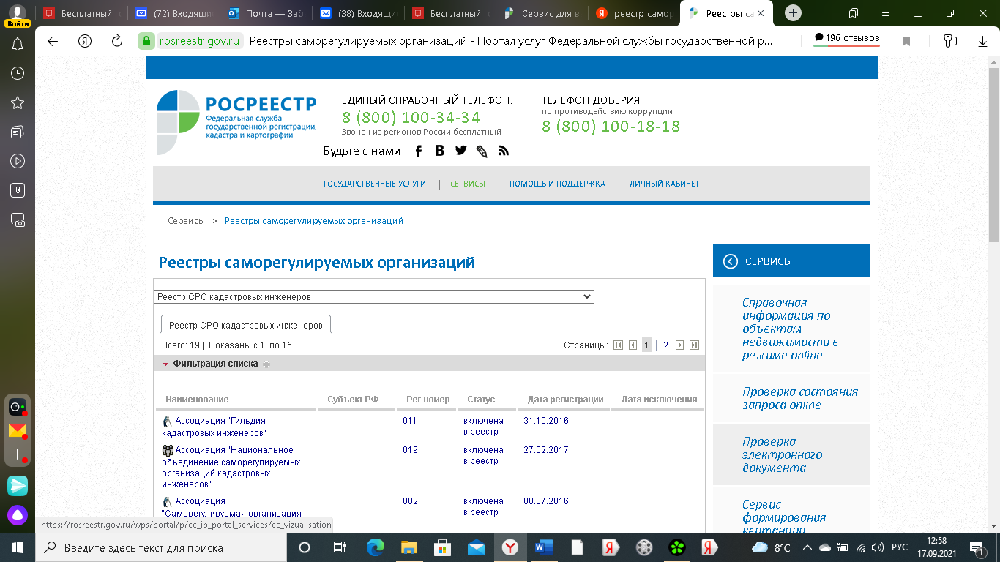 Войти
Бесплатный го
(72) Входящие
Почта — Заб
(38) Входящие
Бесплатный го
Сервис для в
реестр самор
Реестры са
rosreestr.gov.ru
Реестры саморегулируемых организаций - Портал услуг Федеральной службы государственной р...
196 отзывов
РОСРЕЕСТР
Федеральная служба
государственной регистрации,
кадастра и картографии
ЕДИНЫЙ СПРАВОЧНЫЙ ТЕЛЕФОН:
8 (800) 100-34-34
Звонок из регионов России бесплатный
ТЕЛЕФОН ДОВЕРИЯ
по противодействию коррупции
8 (800) 100-18-18
Будьте с нами:
ГОСУДАРСТВЕННЫЕ УСЛУГИ | СЕРВИСЫ | ПОМОЩЬ И ПОДДЕРЖКА | ЛИЧНЫЙ КАБИНЕТ
Сервисы > Реестры саморегулируемых организаций
Реестры саморегулируемых организаций
Реестр СРО кадастровых инженеров
Реестр СРО кадастровых инженеров
Всего: 19 | Показаны с 1 по 15
Страницы: 1 | 2
Фильтрация списка
Наименование Субъект РФ Рег номер Статус Дата регистрации Дата исключения
Ассоциация "Гильдия 011 включена 31.10.2016
кадастровых инженеров" в реестр
Ассоциация "Национальное 019 включена 27.02.2017
объединение саморегулируемых в реестр
организаций кадастровых
инженеров"
Ассоциация 002 включена 08.07.2016
"Саморегулируемая организация в реестр
СЕРВИСЫ
Справочная
информация по
объектам
недвижимости в
режиме online
Проверка состояния
запроса online
Проверка
электронного
документа
Сервис
формирования
квитанции
https://rosreestr.gov.ru/wps/portal/p/cc_ib_portal_services/cc_vizualisation
8
Введите здесь текст для поиска
8°C
РУС
12:58
17.09.2021
1